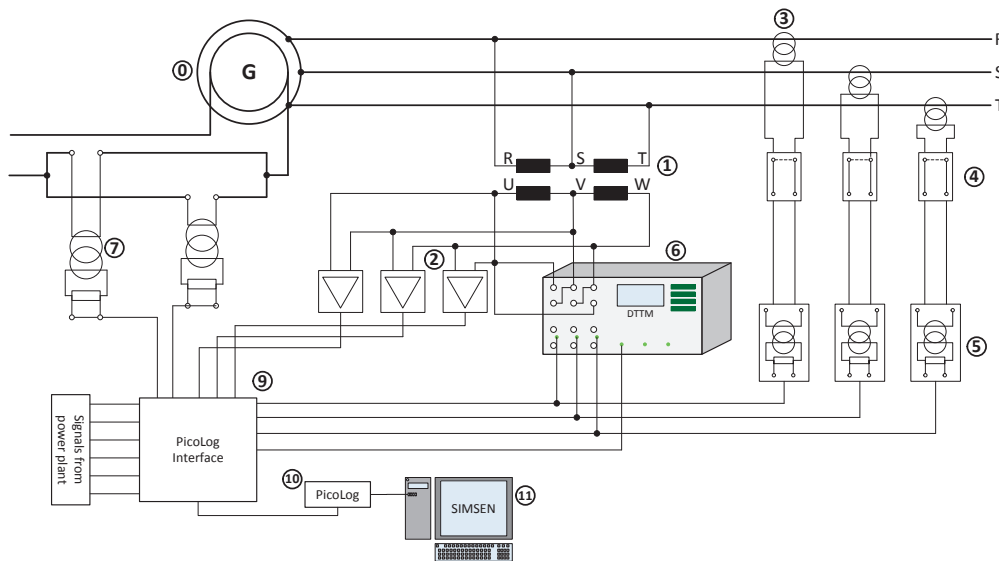 ③
R
⓪
G
S
T
R
S
T
①
④
U
V
W
⑦
②
⑥
DTTM
⑤
⑨
Signals from
power plant
PicoLog
Interface
⑩
PicoLog
SIMSEN
⑪